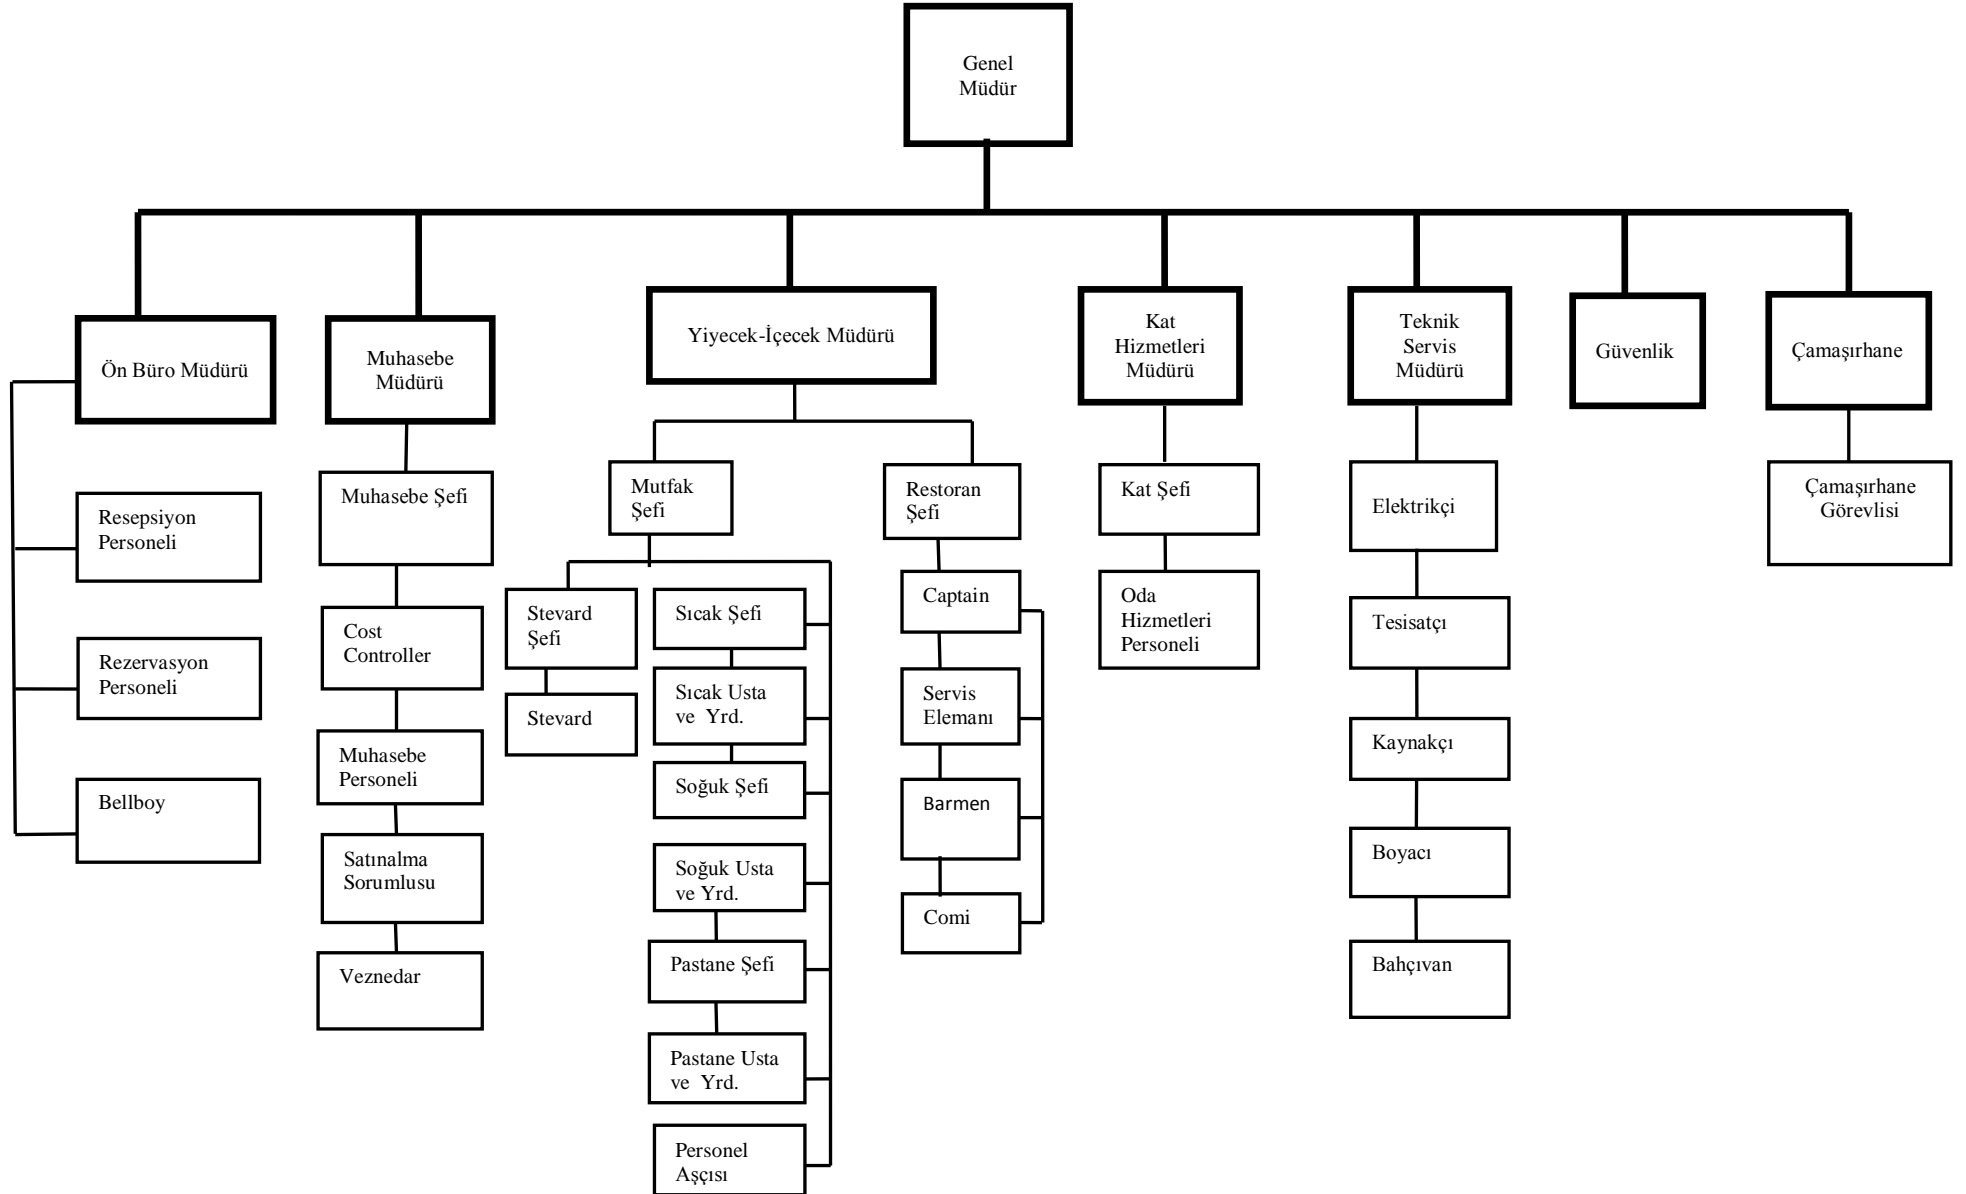 Genel
Müdür
Ön Büro Müdürü
Muhasebe
Müdürü
Yiyecek-İçecek Müdürü
Kat
Hizmetleri
Müdürü
Teknik
Servis
Müdürü
Güvenlik
Çamaşırhane
Resepsiyon
Personeli
Rezervasyon
Personeli
Bellboy
Muhasebe Şefi
Cost
Controller
Muhasebe
Personeli
Satınalma
Sorumlusu
Veznedar
Mutfak
Şefi
Stevard
Şefi
Stevard
Sıcak Şefi
Sıcak Usta
ve Yrd.
Soğuk Şefi
Soğuk Usta
ve Yrd.
Pastane Şefi
Pastane Usta
ve Yrd.
Personel
Aşçısı
Restoran
Şefi
Captain
Servis
Elemanı
Barmen
Comi
Kat Şefi
Oda
Hizmetleri
Personeli
Elektrikçi
Tesisatçı
Kaynakçı
Boyacı
Bahçıvan
Çamaşırhane
Görevlisi